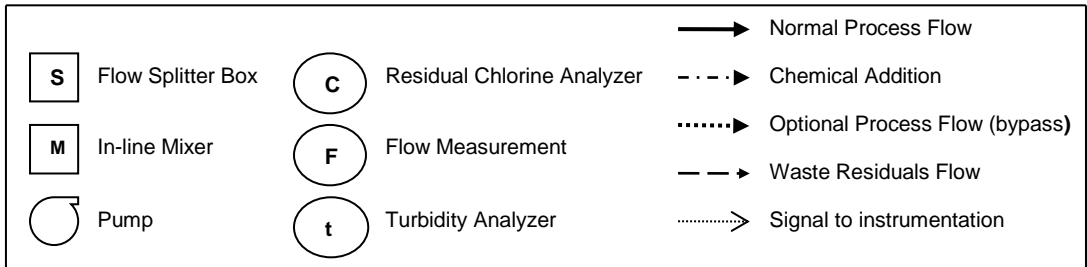 S Flow Splitter Box
M In-line Mixer
Pump
C Residual Chlorine Analyzer
F Flow Measurement
t Turbidity Analyzer
Normal Process Flow
Chemical Addition
Optional Process Flow (bypass)
Waste Residuals Flow
Signal to instrumentation